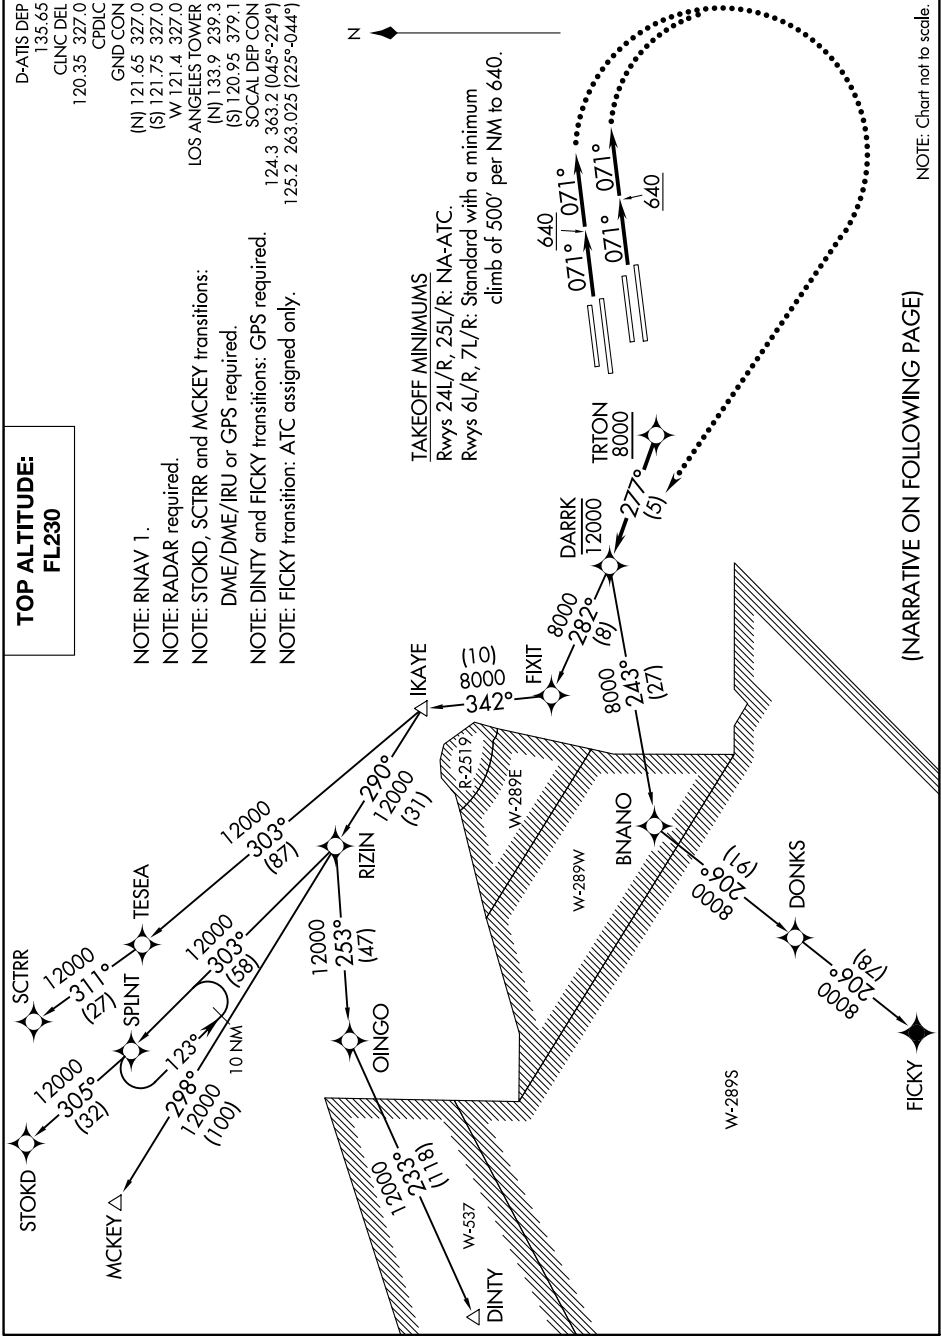 TOP ALTITUDE:
FL230
D-ATIS DEP
135.65
CLNC DEL
120.35 327.0
CPDLC
GND CON
(N) 121.65 327.0
(S) 121.75 327.0
W 121.4 327.0
LOS ANGELES TOWER
(N) 133.9 239.3
(S) 120.95 379.1
SOCAL DEP CON
124.3 363.2 (045°-224°)
125.2 263.025 (225°-044°)
NOTE: RNAV 1.
NOTE: RADAR required.
NOTE: STOKD, SCTRR and MCKEY transitions:
DME/DME/IRU or GPS required.
NOTE: DINTY and FICKY transitions: GPS required.
NOTE: FICKY transition: ATC assigned only.
N
TAKEOFF MINIMUMS
Rwys 24L/R, 25L/R: NA-ATC.
Rwys 6L/R, 7L/R: Standard with a minimum
climb of 500' per NM to 640.
STOKD
12000
305°
(32)
SCTRR
12000
311°
(27)
TESEA
SPLNT
123°
10 NM
12000
303°
(58)
12000
303°
(87)
MCKEY
298°
12000
(100)
RIZIN
290°
12000
(31)
IKAYE
342°
8000
(10)
FIXIT
8000
282°
(8)
DARRK
12000
277°
(5)
TRTON
8000
071°
640
071°
071°
640
071°
12000
253°
(47)
OINGO
12000
233°
(118)
DINTY
W-537
R-2519
W-289E
W-289W
W-289S
8000
243°
(27)
BNANO
8000
206°
(91)
DONKS
8000
206°
(78)
FICKY
(NARRATIVE ON FOLLOWING PAGE)
NOTE: Chart not to scale.